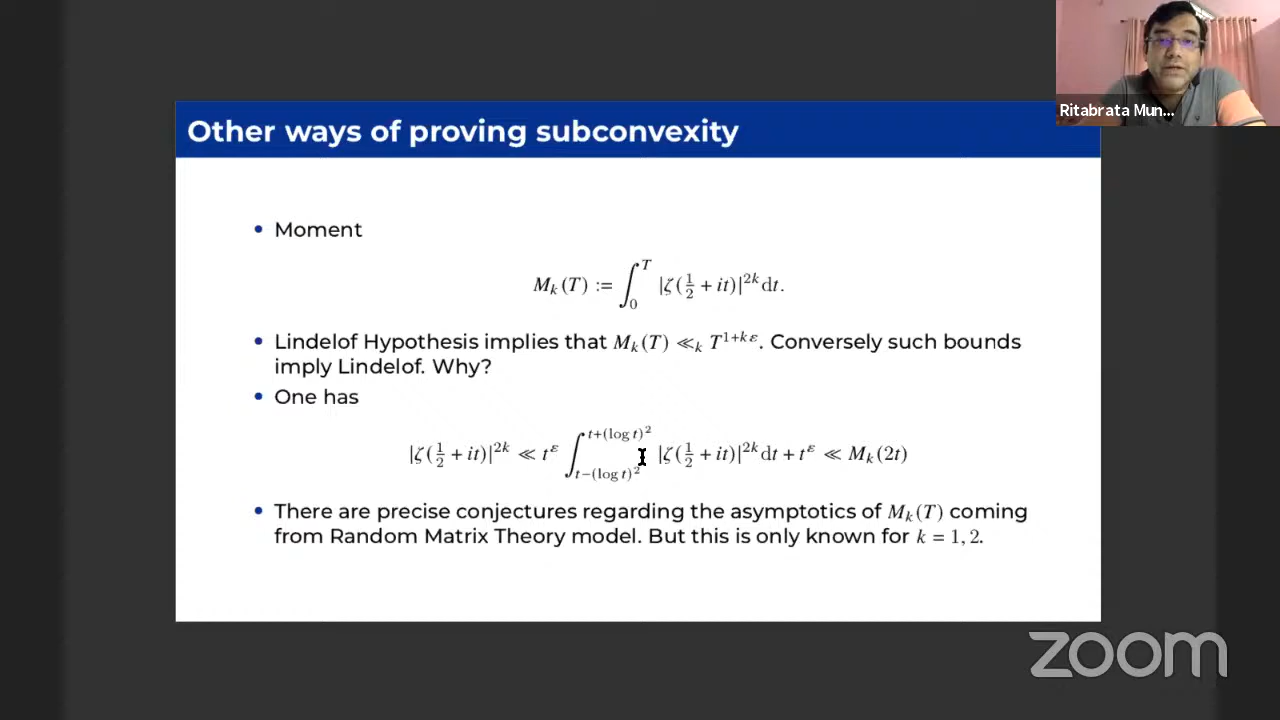 Ritabrata Mun...
Other ways of proving subconvexity
• Moment
M_k(T) := ∫_0^T |ζ(1/2 + it)|^{2k} dt.
• Lindelof Hypothesis implies that M_k(T) ≪_k T^{1+kε}. Conversely such bounds
imply Lindelof. Why?
• One has
|ζ(1/2 + it)|^{2k} ≪ t^ε ∫_{t−(log t)^2}^{t+(log t)^2} |ζ(1/2 + it)|^{2k} dt + t^ε ≪ M_k(2t)
• There are precise conjectures regarding the asymptotics of M_k(T) coming
from Random Matrix Theory model. But this is only known for k = 1, 2.
zoom